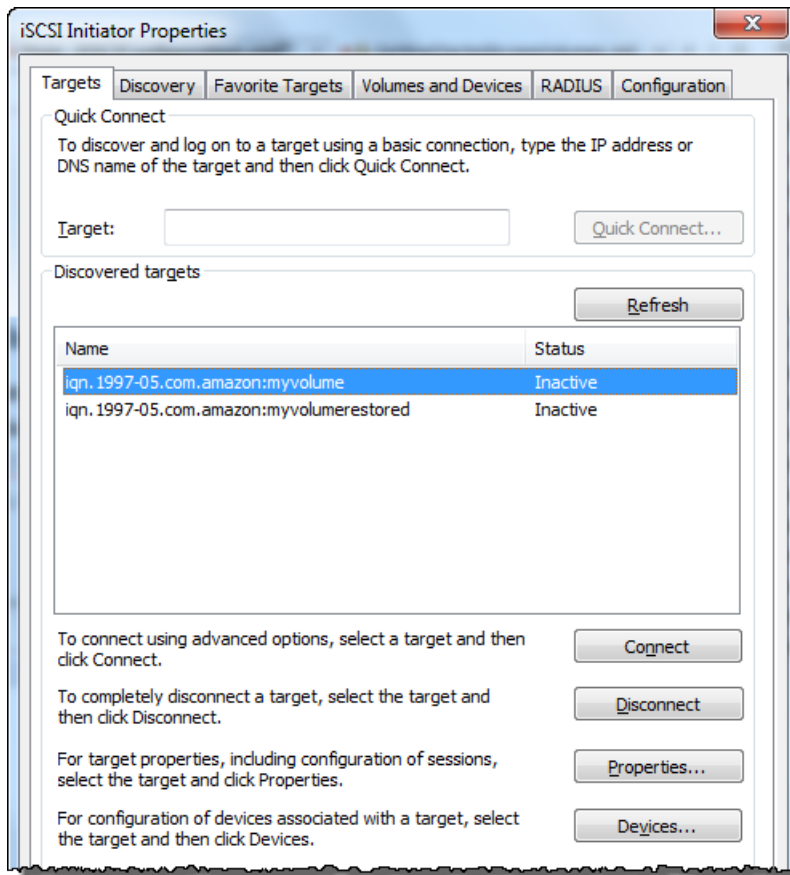 iSCSI Initiator Properties
Targets Discovery Favorite Targets Volumes and Devices RADIUS Configuration
Quick Connect
To discover and log on to a target using a basic connection, type the IP address or
DNS name of the target and then click Quick Connect.
Target: Quick Connect...
Discovered targets
Refresh
Name Status
iqn.1997-05.com.amazon:myvolume Inactive
iqn.1997-05.com.amazon:myvolumerestored Inactive
To connect using advanced options, select a target and then
click Connect.
Connect
To completely disconnect a target, select the target and
then click Disconnect.
Disconnect
For target properties, including configuration of sessions,
select the target and click Properties.
Properties...
For configuration of devices associated with a target, select
the target and then click Devices.
Devices...